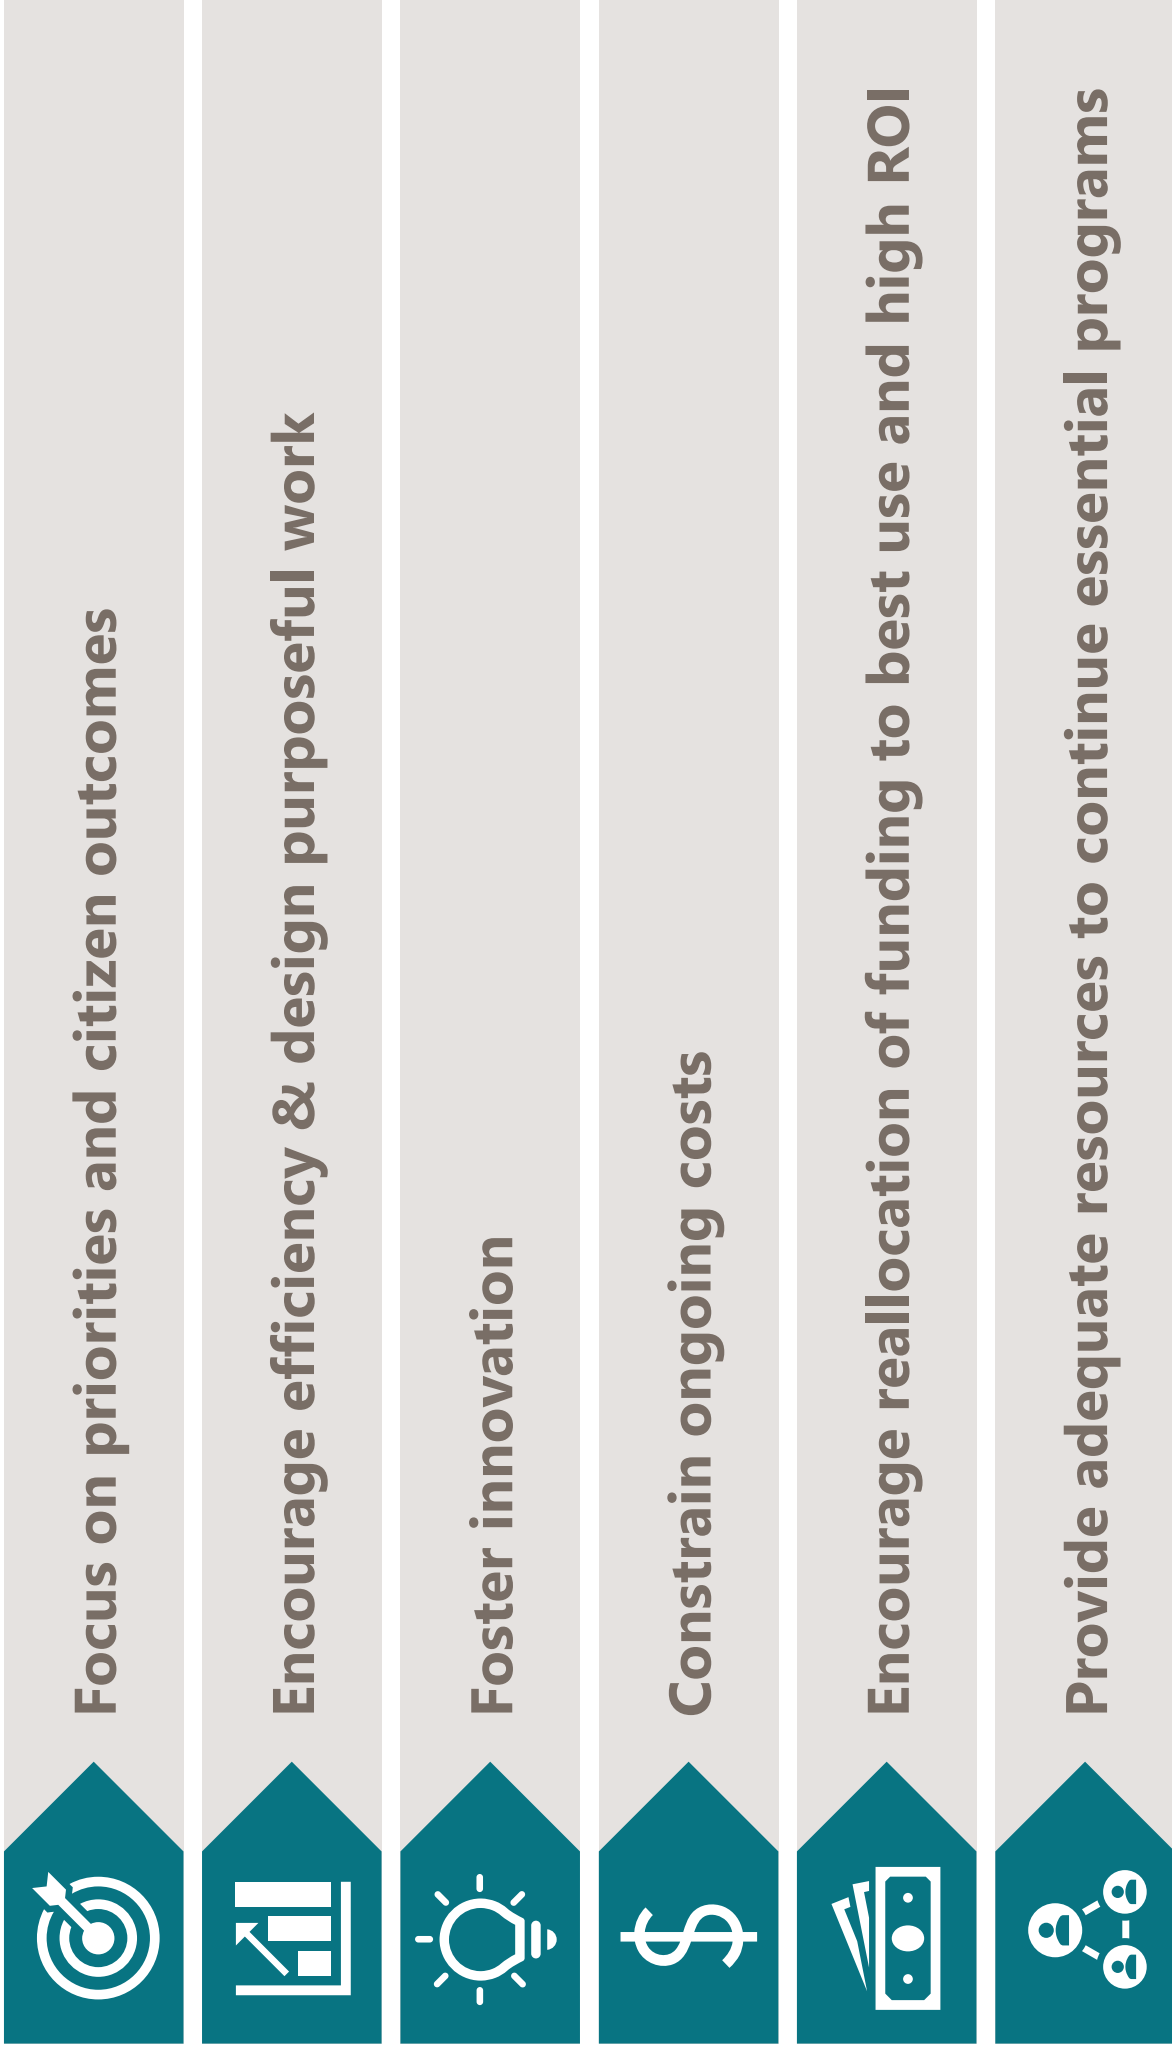 Focus on priorities and citizen outcomes
Encourage efficiency & design purposeful work
Foster innovation
Constrain ongoing costs
Encourage reallocation of funding to best use and high ROI
Provide adequate resources to continue essential programs